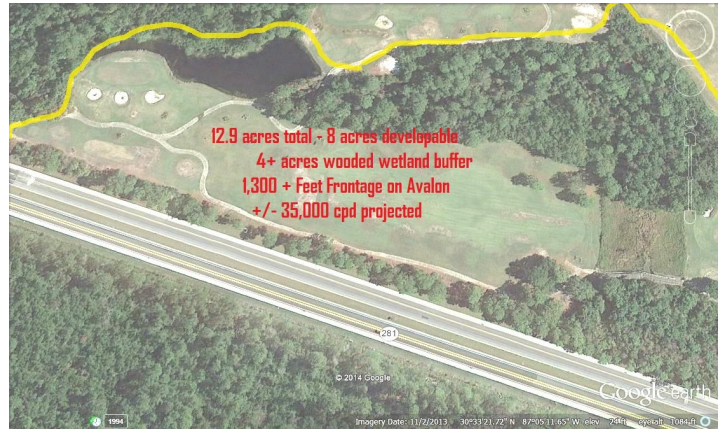 12.9 acres total - 8 acres developable
4+ acres wooded wetland buffer
1,300 + Feet Frontage on Avalon
+/- 35,000 cpd projected
281
© 2014 Google
Google earth
1994
Imagery Date: 11/2/2013 30°33'21.72" N 87°05'11.65" W elev 24 ft eye alt 1084 ft